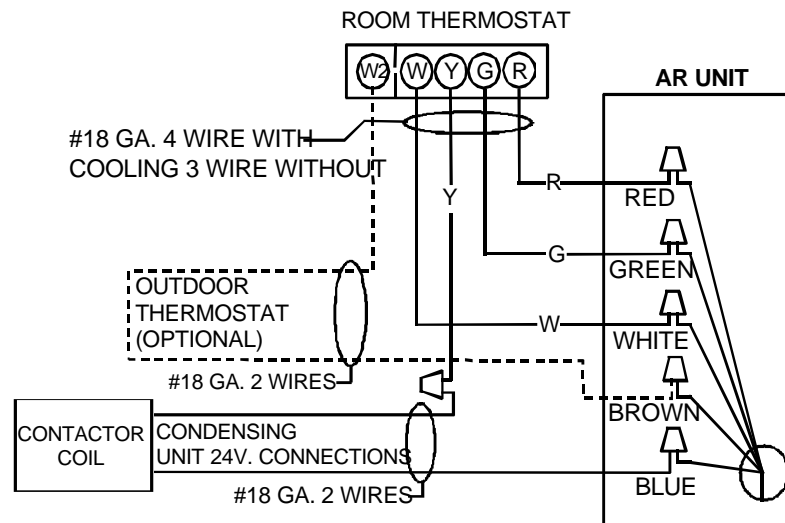 ROOM THERMOSTAT
W2 W Y G R
AR UNIT
#18 GA. 4 WIRE WITH
COOLING 3 WIRE WITHOUT
Y
R
RED
G
GREEN
OUTDOOR
THERMOSTAT
(OPTIONAL)
W
WHITE
#18 GA. 2 WIRES
BROWN
CONTACTOR
COIL
CONDENSING
UNIT 24V. CONNECTIONS
BLUE
#18 GA. 2 WIRES